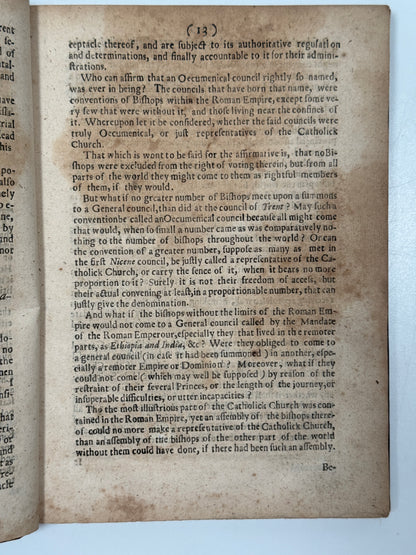 ( 13 )
ceptacle thereof, and are subject to its authoritative regulation
and determinations, and finally accountable to it for their admini-
strations.
Who can affirm that an Oecumenical council rightly so named,
was ever in being? The councils that have born that name, were
conventions of Bishops within the Roman Empire, except some ve-
ry few that were without it; and those living near the confines of
it. Whereupon let it be considered, whether the said councils were
truly Oecumenical, or just representatives of the Catholick
Church.
That which is wont to be said for the affirmative is, that no Bi-
shops were excluded from the right of voting therein, but from all
parts of the world they might come to them as rightful members
of them, if they would.
But what if no greater number of Bishops meet upon a summons
to a General council, than did at the council of Trent? May such a
convention be called an Oecumenical council because all might come
that would, when so small a number came as was comparatively no-
thing to the number of bishops throughout the world? Or can
the convention of a greater number, suppose as many as met in
the first Nicene council, be justly called a representative of the Ca-
tholick Church, or carry the sence of it, when it bears no more
proportion to it? Surely it is not their freedom of access, but
their actual convening at least, in a proportionable number, that can
justly give the denomination.
And what if the bishops without the limits of the Roman Em-
pire would not come to a General council called by the Mandate
of the Roman Emperour, especially they that lived in the remoter
parts, as Ethiopia and India, &c? Were they obliged to come to
a general council (in case it had been summoned) in another, espe-
cially a remoter Empire or Dominion? Moreover, what if they
could not come (which may well be supposed) by reason of the
restraint of their several Princes, or the length of the journey, or
insuperable difficulties, or utter incapacities?
Tho the most illustrious part of the Catholick Church was con-
tained in the Roman Empire, yet an assembly of the bishops there-
of could no more make a representative of the Catholick Church,
than an assembly of the bishops of the other part of the world
without them could have done, if there had been such an assembly.
Be-